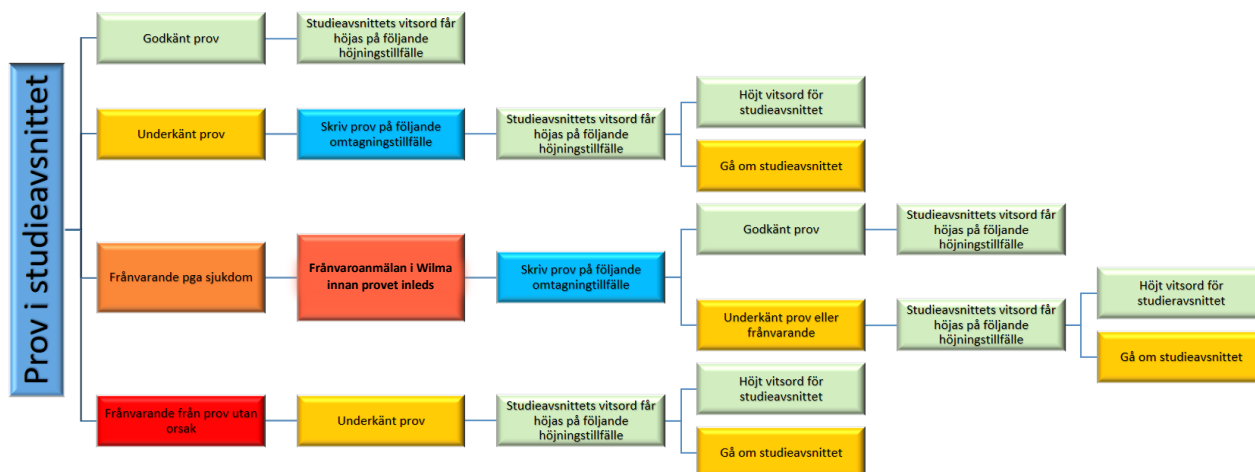 Prov i studieavsnittet
Godkänt prov
Studieavsnittets vitsord får
höjas på följande
höjningstillfälle
Underkänt prov
Skriv prov på följande
omtagningstillfälle
Studieavsnittets vitsord får
höjas på följande
höjningstillfälle
Höjt vitsord för
studieavsnittet
Gå om studieavsnittet
Frånvarande pga sjukdom
Frånvaroanmälan i Wilma
innan provet inleds
Skriv prov på följande
omtagningtillfälle
Godkänt prov
Studieavsnittets vitsord får
höjas på följande
höjningstillfälle
Underkänt prov eller
frånvarande
Studieavsnittets vitsord får
höjas på följande
höjningstillfälle
Höjt vitsord för
studieravsnittet
Gå om studieavsnittet
Frånvarande från prov utan
orsak
Underkänt prov
Studieavsnittets vitsord får
höjas på följande
höjningstillfälle
Höjt vitsord för
studieavsnittet
Gå om studieavsnittet